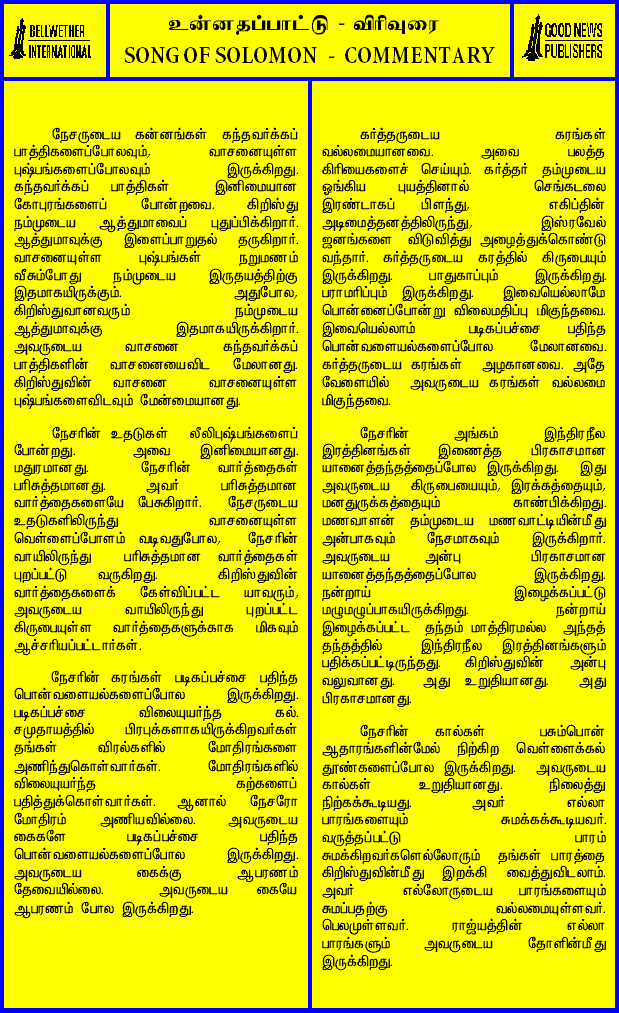 BELLWETHER
INTERNATIONAL
உன்னதப்பாட்டு - விரிவுரை
SONG OF SOLOMON - COMMENTARY
GOOD NEWS
PUBLISHERS
நேசருடைய கன்னங்கள் கந்தவர்க்கப்
பாத்திகளைப்போலவும், வாசனையுள்ள
புஷ்பங்களைப்போலவும் இருக்கிறது.
கந்தவர்க்கப் பாத்திகள் இனிமையான
கோபுரங்களைப் போன்றவை. கிறிஸ்து
நம்முடைய ஆத்துமாவைப் புதுப்பிக்கிறார்.
ஆத்துமாவுக்கு இளைப்பாறுதல் தருகிறார்.
வாசனையுள்ள புஷ்பங்கள் நறுமணம்
வீசும்போது நம்முடைய இருதயத்திற்கு
இதமாகயிருக்கும். அதுபோல,
கிறிஸ்துவானவரும் நம்முடைய
ஆத்துமாவுக்கு இதமாகயிருக்கிறார்.
அவருடைய வாசனை கந்தவர்க்கப்
பாத்திகளின் வாசனையைவிட மேலானது.
கிறிஸ்துவின் வாசனை வாசனையுள்ள
புஷ்பங்களைவிடவும் மேன்மையானது.
நேசரின் உதடுகள் லீலிபுஷ்பங்களைப்
போன்றது. அவை இனிமையானது.
மதுரமானது. நேசரின் வார்த்தைகள்
பரிசுத்தமானது. அவர் பரிசுத்தமான
வார்த்தைகளையே பேசுகிறார். நேசருடைய
உதடுகளிலிருந்து வாசனையுள்ள
வெள்ளைப்போளம் வடிவதுபோல, நேசரின்
வாயிலிருந்து பரிசுத்தமான வார்த்தைகள்
புறப்பட்டு வருகிறது. கிறிஸ்துவின்
வார்த்தைகளைக் கேள்விப்பட்ட யாவரும்,
அவருடைய வாயிலிருந்து புறப்பட்ட
கிருபையுள்ள வார்த்தைகளுக்காக மிகவும்
ஆச்சரியப்பட்டார்கள்.
நேசரின் கரங்கள் படிகப்பச்சை பதிந்த
பொன்வளையல்களைப்போல இருக்கிறது.
படிகப்பச்சை விலையுயர்ந்த கல்.
சமுதாயத்தில் பிரபுக்களாகயிருக்கிறவர்கள்
தங்கள் விரல்களில் மோதிரங்களை
அணிந்துகொள்வார்கள். மோதிரங்களில்
விலையுயர்ந்த கற்களைப்
பதித்துக்கொள்வார்கள். ஆனால் நேசரோ
மோதிரம் அணியவில்லை. அவருடைய
கைகளே படிகப்பச்சை பதிந்த
பொன்வளையல்களைப்போல இருக்கிறது.
அவருடைய கைக்கு ஆபரணம்
தேவையில்லை. அவருடைய கையே
ஆபரணம் போல இருக்கிறது.
கர்த்தருடைய கரங்கள்
வல்லமையானவை. அவை பலத்த
கிரியைகளைச் செய்யும். கர்த்தர் தம்முடைய
ஓங்கிய புயத்தினால் செங்கடலை
இரண்டாகப் பிளந்து, எகிப்தின்
அடிமைத்தனத்திலிருந்து, இஸ்ரவேல்
ஜனங்களை விடுவித்து அழைத்துக்கொண்டு
வந்தார். கர்த்தருடைய கரத்தில் கிருபையும்
இருக்கிறது. பாதுகாப்பும் இருக்கிறது.
பராமரிப்பும் இருக்கிறது. இவையெல்லாமே
பொன்னைப்போன்று விலைமதிப்பு மிகுந்தவை.
இவையெல்லாம் படிகப்பச்சை பதிந்த
பொன்வளையல்களைப்போல மேலானவை.
கர்த்தருடைய கரங்கள் அழகானவை. அதே
வேளையில் அவருடைய கரங்கள் வல்லமை
மிகுந்தவை.
நேசரின் அங்கம் இந்திரநீல
இரத்தினங்கள் இணைத்த பிரகாசமான
யானைத்தந்தத்தைப்போல இருக்கிறது. இது
அவருடைய கிருபையையும், இரக்கத்தையும்,
மனதுருக்கத்தையும் காண்பிக்கிறது.
மணவாளன் தம்முடைய மணவாட்டியின்மீது
அன்பாகவும் நேசமாகவும் இருக்கிறார்.
அவருடைய அன்பு பிரகாசமான
யானைத்தந்தத்தைப்போல இருக்கிறது.
நன்றாய் இழைக்கப்பட்டு
மழுமழுப்பாகயிருக்கிறது. நன்றாய்
இழைக்கப்பட்ட தந்தம் மாத்திரமல்ல அந்தத்
தந்தத்தில் இந்திரநீல இரத்தினங்களும்
பதிக்கப்பட்டிருந்தது. கிறிஸ்துவின் அன்பு
வலுவானது. அது உறுதியானது. அது
பிரகாசமானது.
நேசரின் கால்கள் பசும்பொன்
ஆதாரங்களின்மேல் நிற்கிற வெள்ளைக்கல்
தூண்களைப்போல இருக்கிறது. அவருடைய
கால்கள் உறுதியானது. நிலைத்து
நிற்கக்கூடியது. அவர் எல்லா
பாரங்களையும் சுமக்கக்கூடியவர்.
வருத்தப்பட்டு பாரம்
சுமக்கிறவர்களெல்லோரும் தங்கள் பாரத்தை
கிறிஸ்துவின்மீது இறக்கி வைத்துவிடலாம்.
அவர் எல்லோருடைய பாரங்களையும்
சுமப்பதற்கு வல்லமையுள்ளவர்.
பெலமுள்ளவர். ராஜ்யத்தின் எல்லா
பாரங்களும் அவருடைய தோளின்மீது
இருக்கிறது.